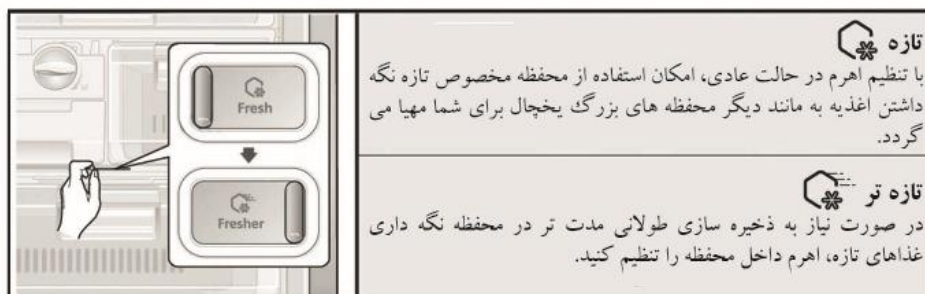 تازه
با تنظیم اهرم در حالت عادی، امکان استفاده از محفظه مخصوص تازه نگه
داشتن اغذیه به مانند دیگر محفظه های بزرگ یخچال برای شما مهیا می
گردد.
تازه تر
در صورت نیاز به ذخیره سازی طولانی مدت تر در محفظه نگه داری
غذاهای تازه، اهرم داخل محفظه را تنظیم کنید.
Fresh
Fresher